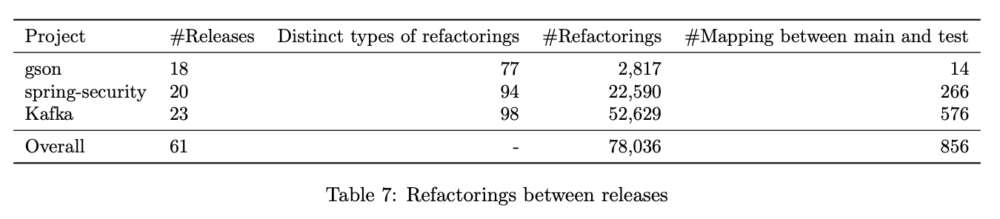 Project #Releases Distinct types of refactorings #Refactorings #Mapping between main and test
gson 18 77 2,817 14
spring-security 20 94 22,590 266
Kafka 23 98 52,629 576
Overall 61 - 78,036 856
Table 7: Refactorings between releases